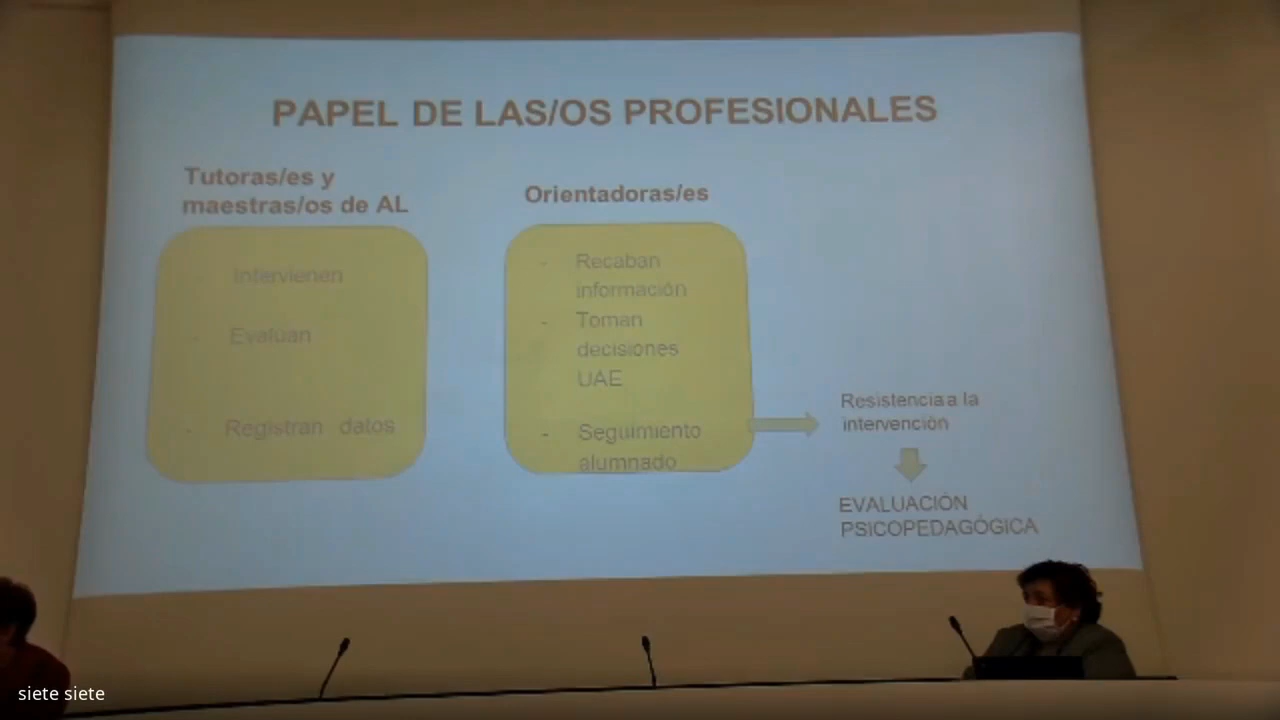 PAPEL DE LAS/OS PROFESIONALES
Tutoras/es y
maestras/os de AL
- Intervienen
- Evaluan
- Registran datos
Orientadoras/es
- Recaban
información
- Toman
decisiones
UAE
- Seguimiento
alumnado
Resistencia a la
intervención
EVALUACIÓN
PSICOPEDAGÓGICA
siete siete